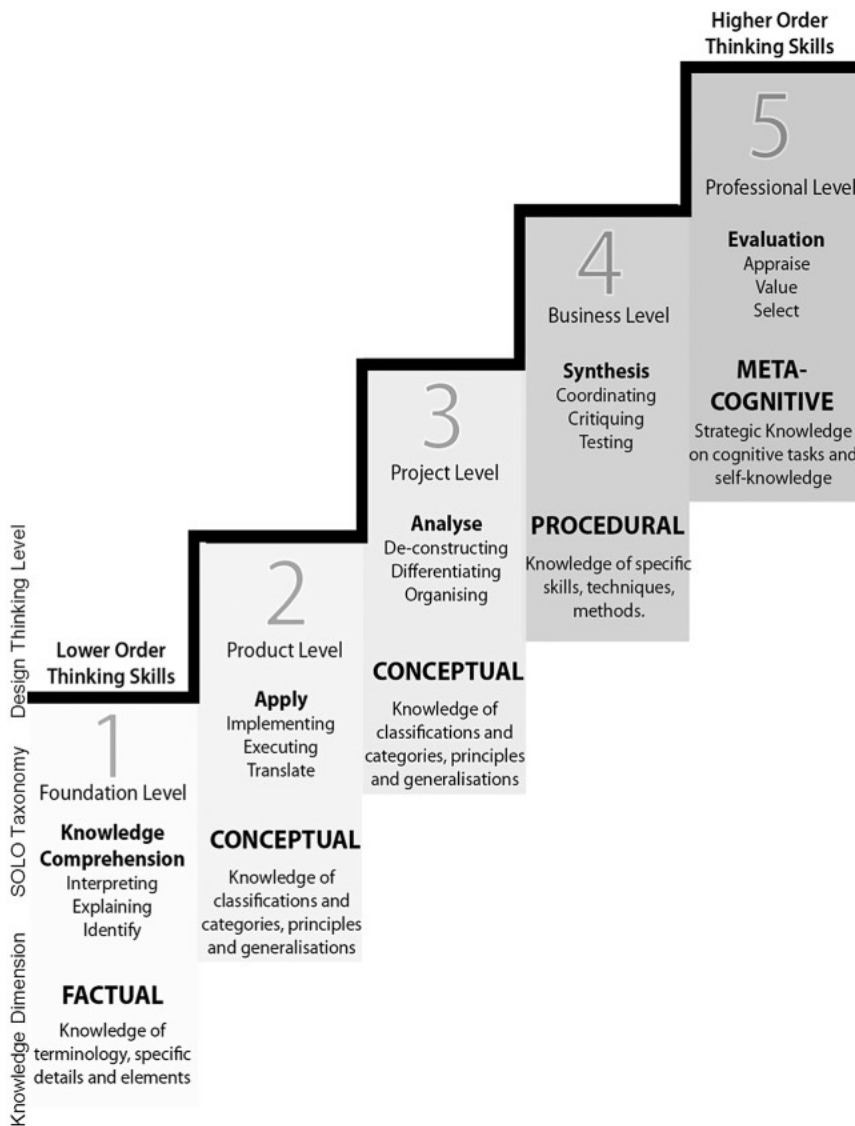 Higher Order
Thinking Skills
5
Professional Level
Evaluation
Appraise
Value
Select
META-
COGNITIVE
Strategic Knowledge
on cognitive tasks and
self-knowledge
4
Business Level
Synthesis
Coordinating
Critiquing
Testing
PROCEDURAL
Knowledge of specific
skills, techniques,
methods.
3
Project Level
Analyse
De-constructing
Differentiating
Organising
CONCEPTUAL
Knowledge of
classifications and
categories, principles
and generalisations
2
Product Level
Apply
Implementing
Executing
Translate
CONCEPTUAL
Knowledge of
classifications and
categories, principles
and generalisations
Lower Order
Thinking Skills
1
Foundation Level
Knowledge
Comprehension
Interpreting
Explaining
Identify
FACTUAL
Knowledge of
terminology, specific
details and elements
Design Thinking Level
SOLO Taxonomy
Knowledge Dimension